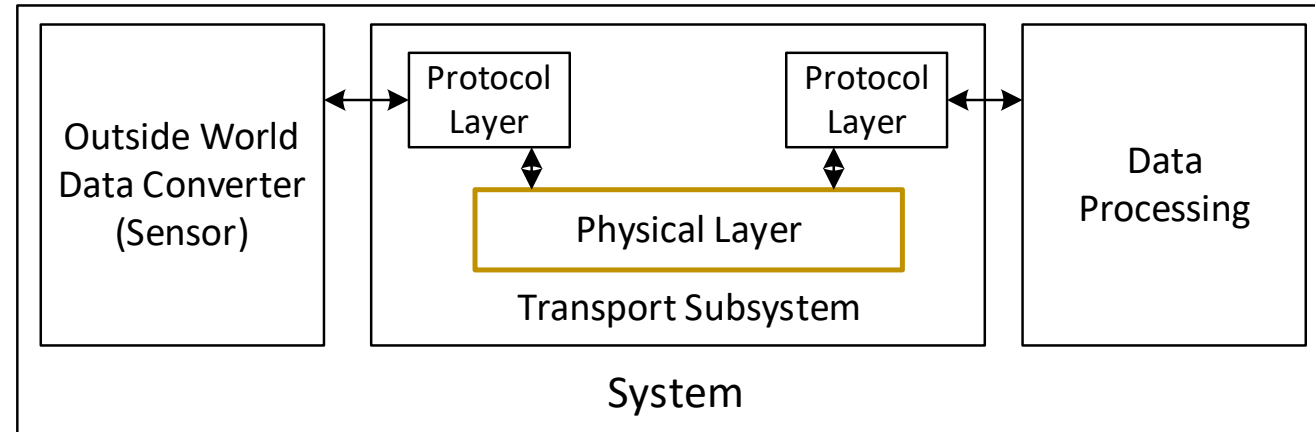 Outside World
Data Converter
(Sensor)
Protocol
Layer
Protocol
Layer
Physical Layer
Transport Subsystem
Data
Processing
System